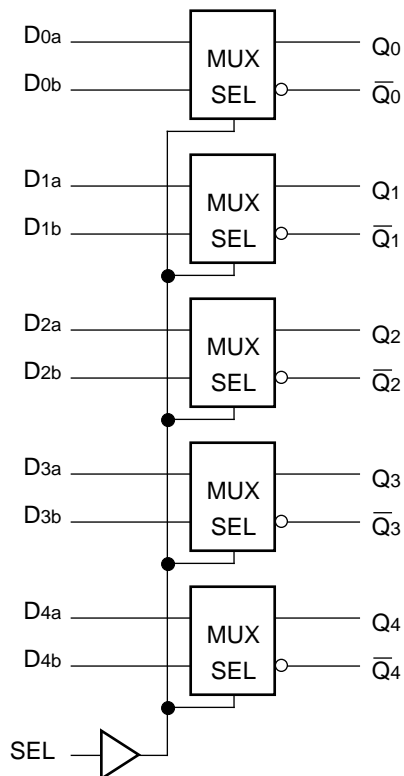 D0a
MUX
Q0
D0b
SEL
Q̅0
D1a
MUX
Q1
D1b
SEL
Q̅1
D2a
MUX
Q2
D2b
SEL
Q̅2
D3a
MUX
Q3
D3b
SEL
Q̅3
D4a
MUX
Q4
D4b
SEL
Q̅4
SEL